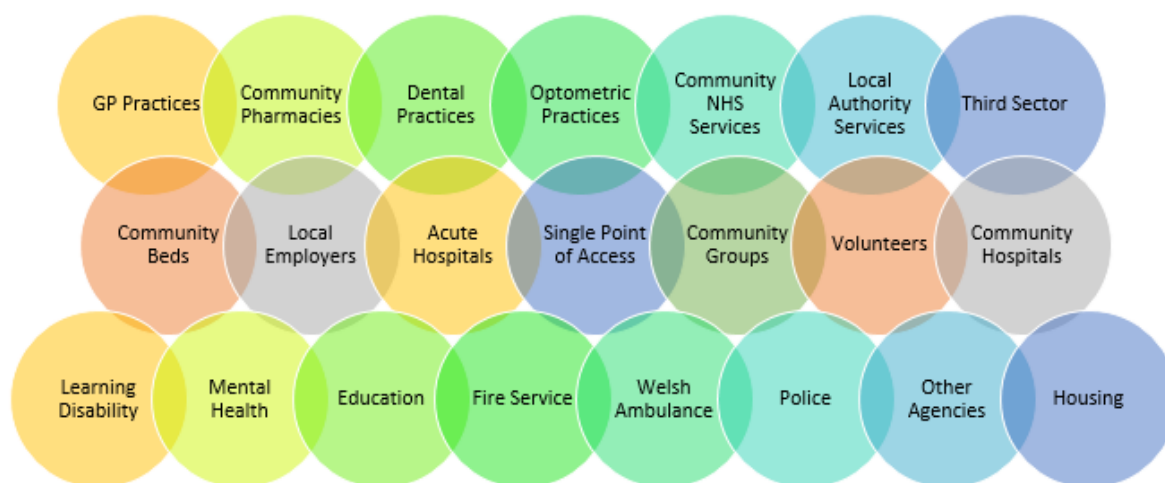 GP Practices
Community
Pharmacies
Dental
Practices
Optometric
Practices
Community
NHS
Services
Local
Authority
Services
Third Sector
Community
Beds
Local
Employers
Acute
Hospitals
Single Point
of Access
Community
Groups
Volunteers
Community
Hospitals
Learning
Disability
Mental
Health
Education
Fire Service
Welsh
Ambulance
Police
Other
Agencies
Housing